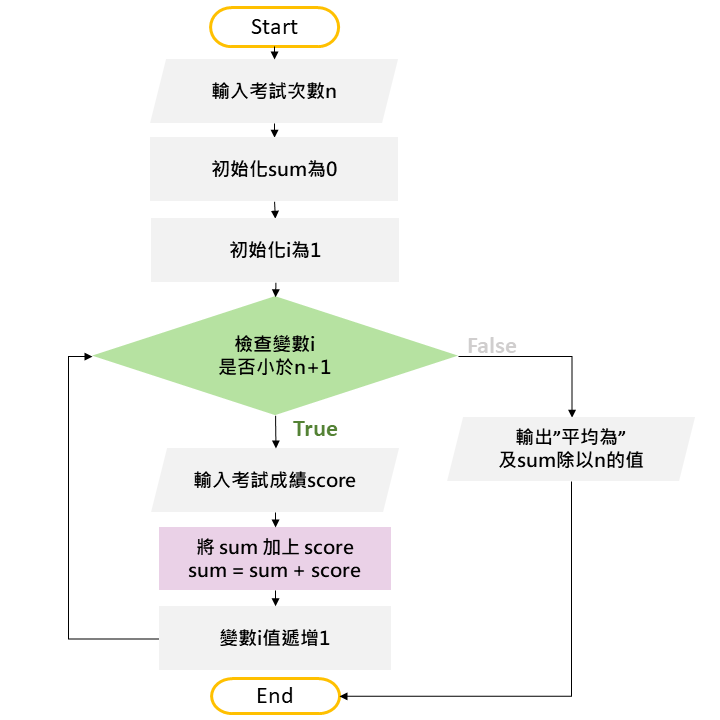 Start
輸入考試次數n
初始化sum為0
初始化i為1
檢查變數i
是否小於n+1
False
True
輸出”平均為”
及sum除以n的值
輸入考試成績score
將 sum 加上 score
sum = sum + score
變數i值遞增1
End